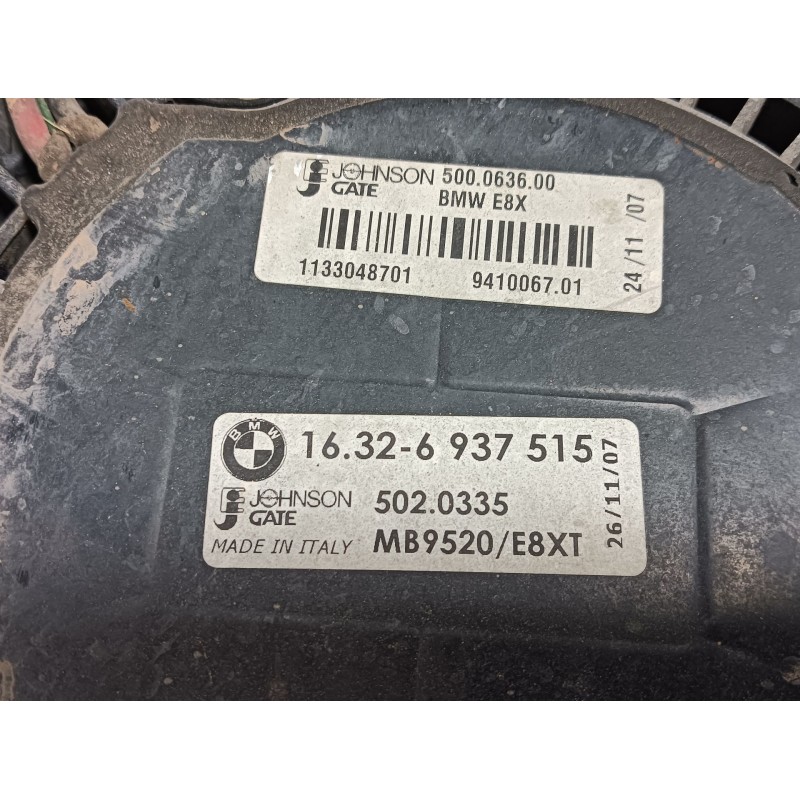 JOHNSON GATE 500.0636.00
BMW E8X
1133048701 9410067.01
24/11 /07
BMW 16.32-6 937 515
JOHNSON GATE 502.0335
MADE IN ITALY MB9520/E8XT
26/11/07